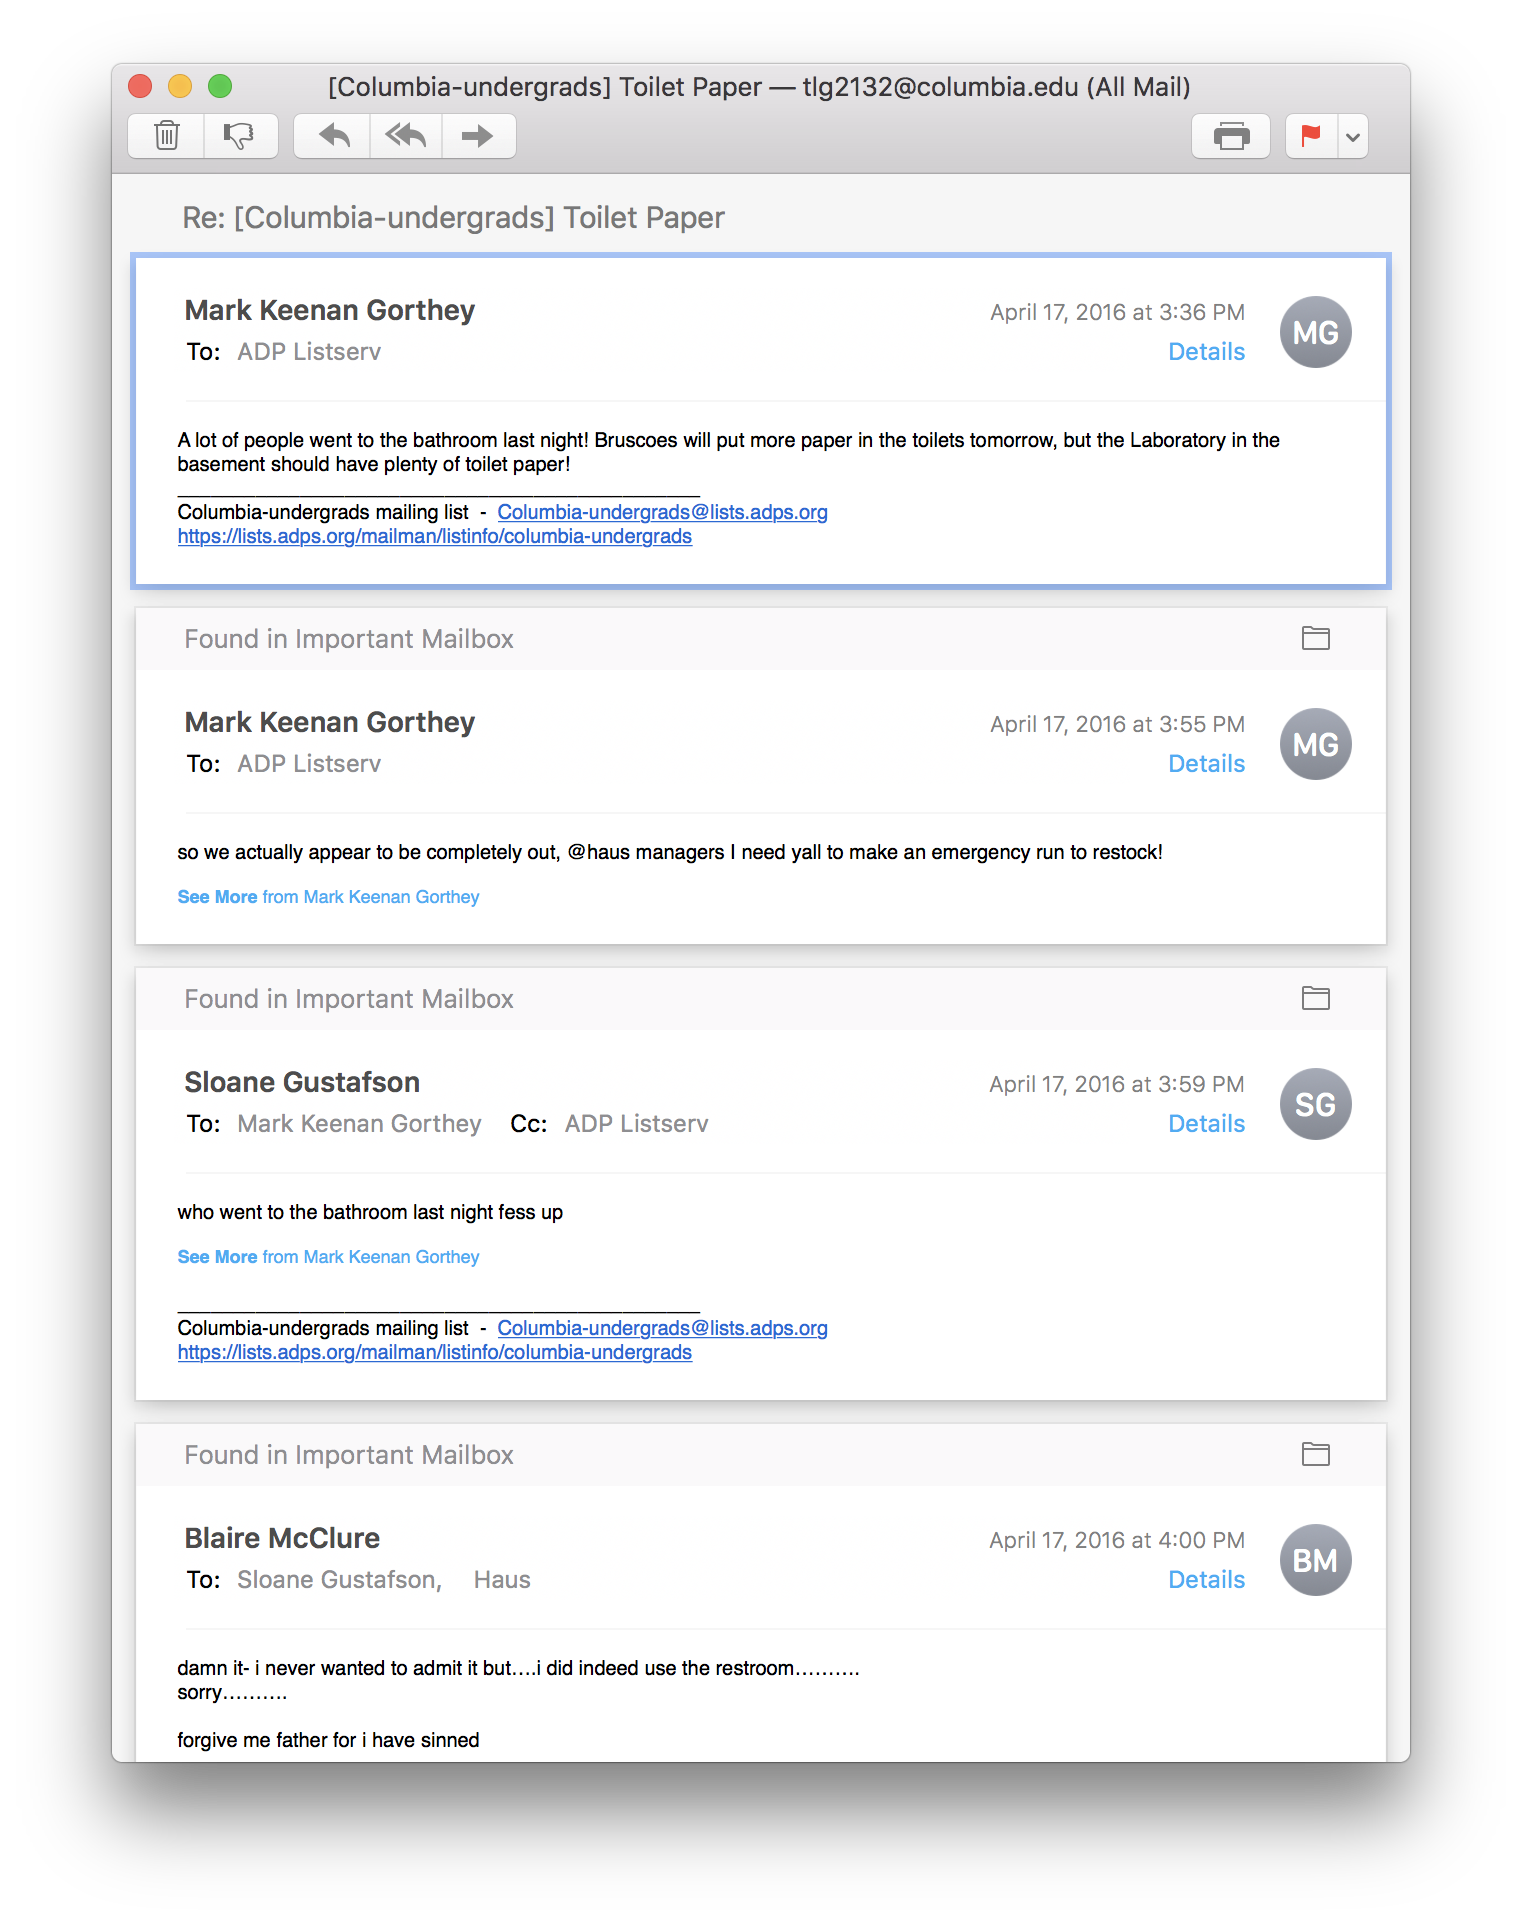 [Columbia-undergrads] Toilet Paper — tlg2132@columbia.edu (All Mail)
Re: [Columbia-undergrads] Toilet Paper
Mark Keenan Gorthey April 17, 2016 at 3:36 PM
MG
To: ADP Listserv Details
A lot of people went to the bathroom last night! Bruscoes will put more paper in the toilets tomorrow, but the Laboratory in the
basement should have plenty of toilet paper!
_______________________________________________
Columbia-undergrads mailing list - Columbia-undergrads@lists.adps.org
https://lists.adps.org/mailman/listinfo/columbia-undergrads
Found in Important Mailbox
Mark Keenan Gorthey April 17, 2016 at 3:55 PM
MG
To: ADP Listserv Details
so we actually appear to be completely out, @haus managers I need yall to make an emergency run to restock!
See More from Mark Keenan Gorthey
Found in Important Mailbox
Sloane Gustafson April 17, 2016 at 3:59 PM
SG
To: Mark Keenan Gorthey Cc: ADP Listserv Details
who went to the bathroom last night fess up
See More from Mark Keenan Gorthey
_______________________________________________
Columbia-undergrads mailing list - Columbia-undergrads@lists.adps.org
https://lists.adps.org/mailman/listinfo/columbia-undergrads
Found in Important Mailbox
Blaire McClure April 17, 2016 at 4:00 PM
BM
To: Sloane Gustafson, Haus Details
damn it- i never wanted to admit it but….i did indeed use the restroom……….
sorry……….
forgive me father for i have sinned